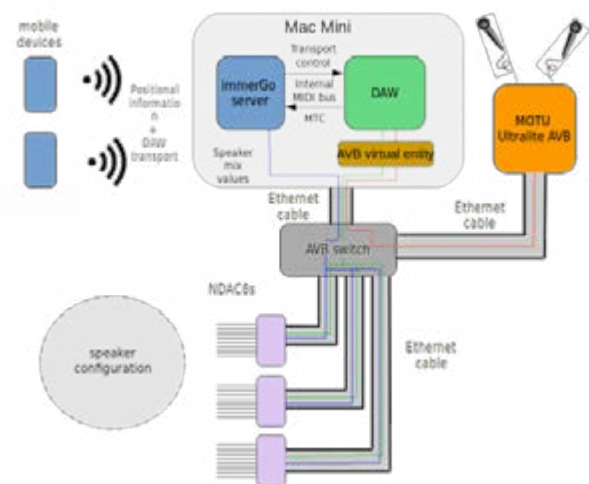 mobile
devices
Positional
informatio
n
+
DAW
transport
Mac Mini
Transport
control
immerGo
server
DAW
Internal
MIDI bus
MTC
AVB virtual entity
Speaker
mix
values
MOTU
Ultralite AVB
Ethernet
cable
Ethernet
cable
AVB switch
NDAC8s
Ethernet
cable
speaker
configuration